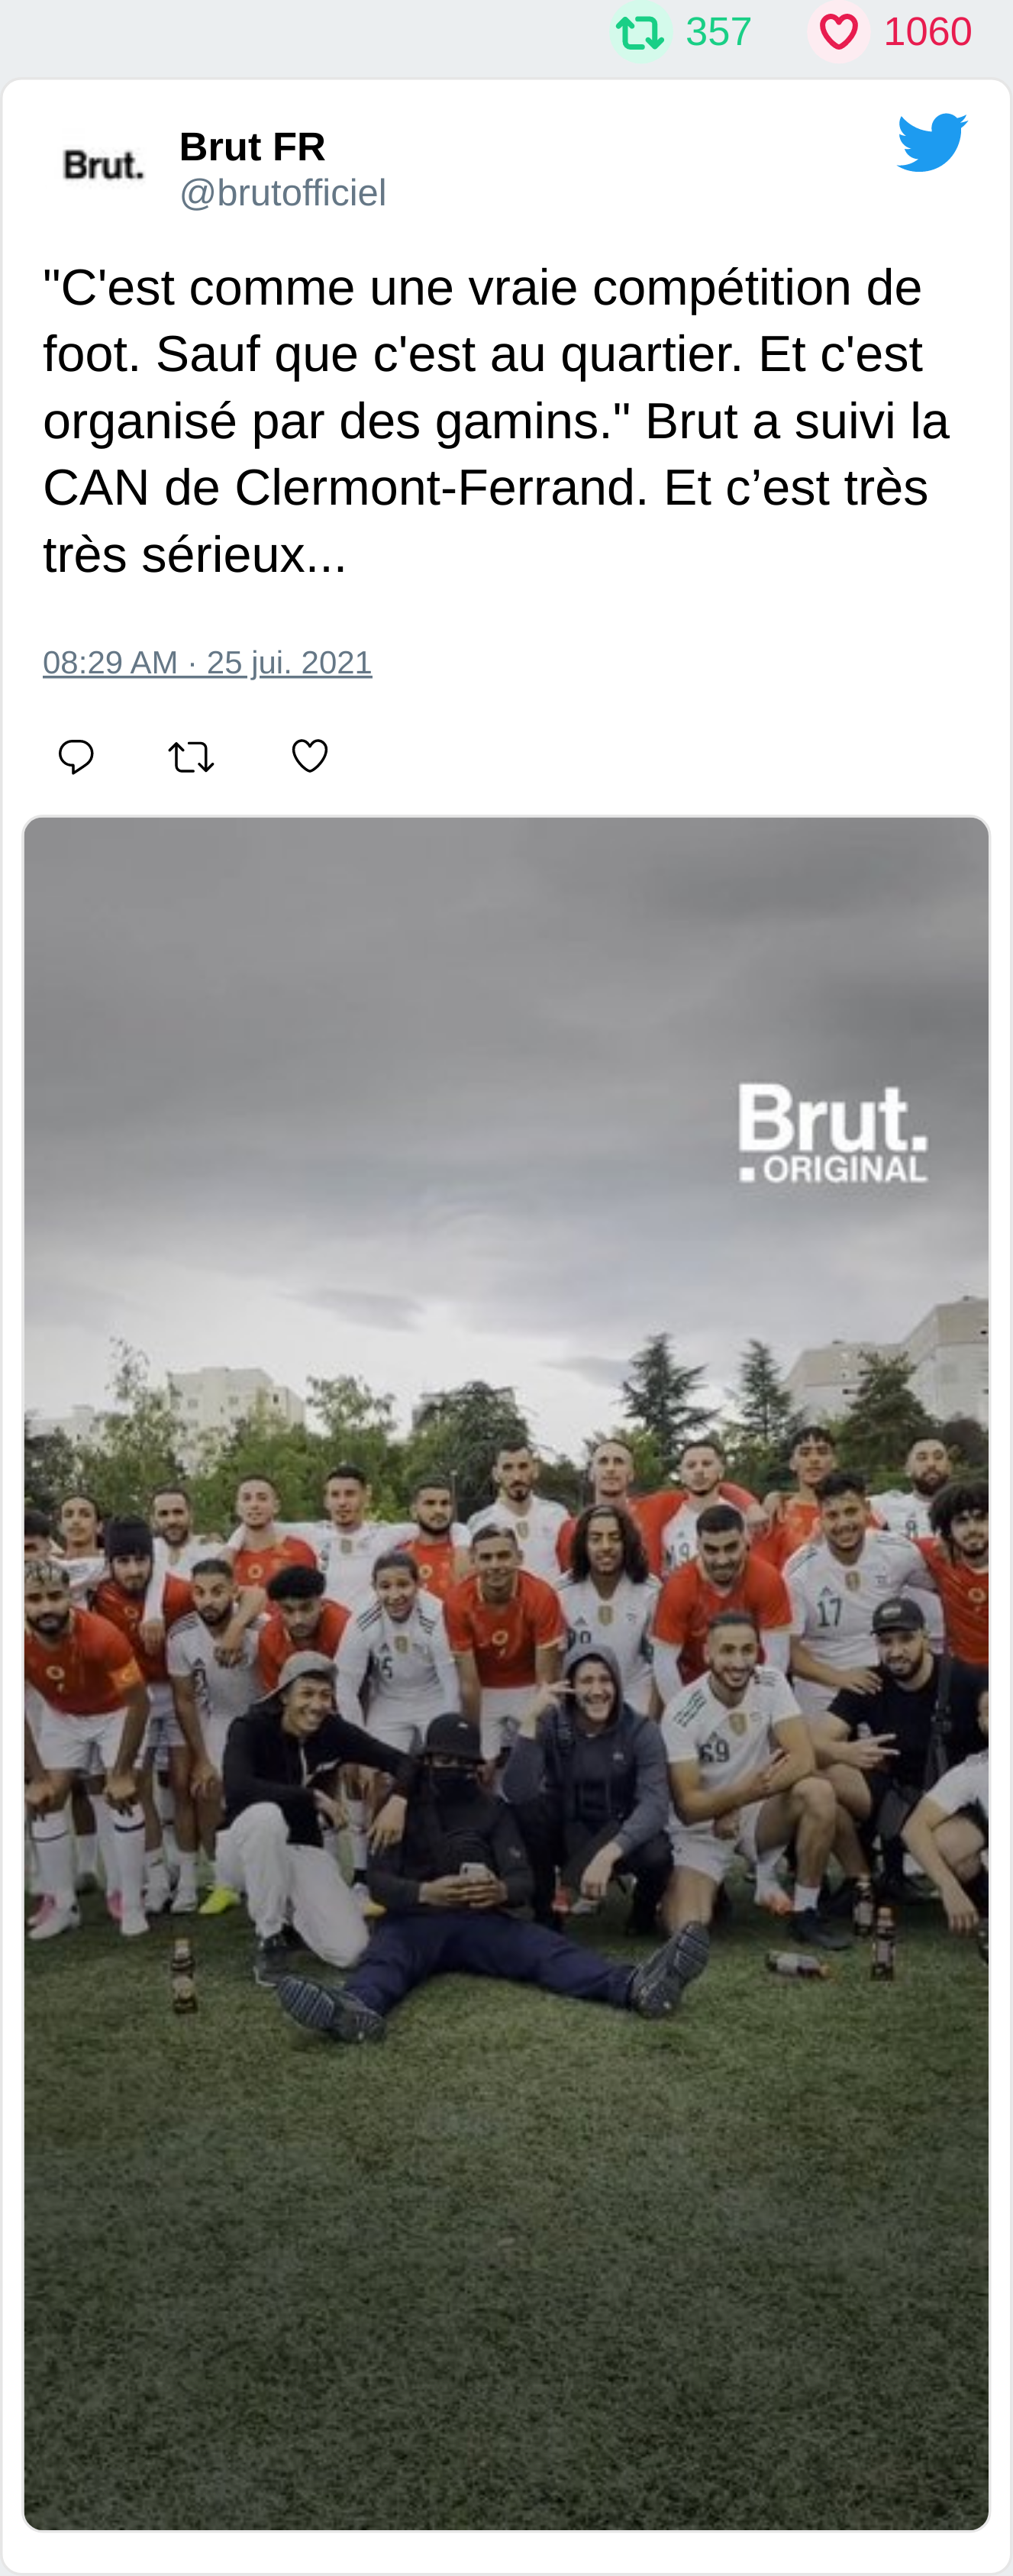 357 1060
Brut.
Brut FR
@brutofficiel
"C'est comme une vraie compétition de
foot. Sauf que c'est au quartier. Et c'est
organisé par des gamins." Brut a suivi la
CAN de Clermont-Ferrand. Et c’est très
très sérieux...
08:29 AM · 25 jui. 2021
Brut.
ORIGINAL
17
69